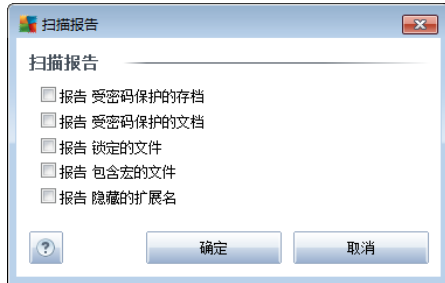 扫描报告
扫描报告
报告 受密码保护的存档
报告 受密码保护的文档
报告 锁定的文件
报告 包含宏的文件
报告 隐藏的扩展名
? 确定 取消